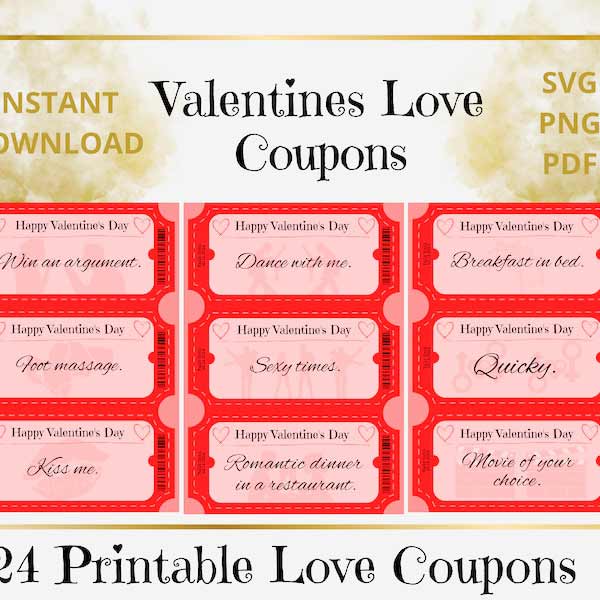 INSTANT
DOWNLOAD
Valentines Love
Coupons
SVG
PNG
PDF
Happy Valentine's Day
Win an argument.
Happy Valentine's Day
Dance with me.
Happy Valentine's Day
Breakfast in bed.
Happy Valentine's Day
Foot massage.
Happy Valentine's Day
Sexy times.
Happy Valentine's Day
Quicky.
Happy Valentine's Day
Kiss me.
Happy Valentine's Day
Romantic dinner
in a restaurant.
Happy Valentine's Day
Movie of your
choice.
24 Printable Love Coupons